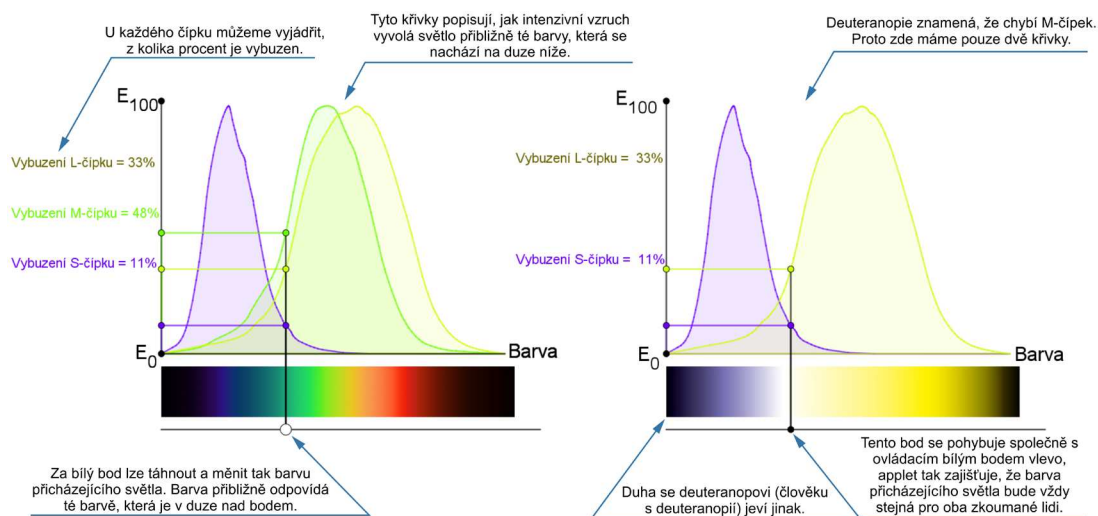 U každého čípku můžeme vyjádřit,
z kolika procent je vybuzen.
Tyto křivky popisují, jak intenzivní vzruch
vyvolá světlo přibližně té barvy, která se
nachází na duze níže.
Deuteranopie znamená, že chybí M-čípek.
Proto zde máme pouze dvě křivky.
E100
Vybuzení L-čípku = 33%
Vybuzení M-čípku = 48%
Vybuzení S-čípku = 11%
E0
Barva
E100
Vybuzení L-čípku = 33%
Vybuzení S-čípku = 11%
E0
Barva
Za bílý bod lze táhnout a měnit tak barvu
přicházejícího světla. Barva přibližně odpovídá
té barvě, která je v duze nad bodem.
Duha se deuteranopovi (člověku
s deuteranopií) jeví jinak.
Tento bod se pohybuje společně s
ovládacím bílým bodem vlevo,
applet tak zajišťuje, že barva
přicházejícího světla bude vždy
stejná pro oba zkoumané lidi.